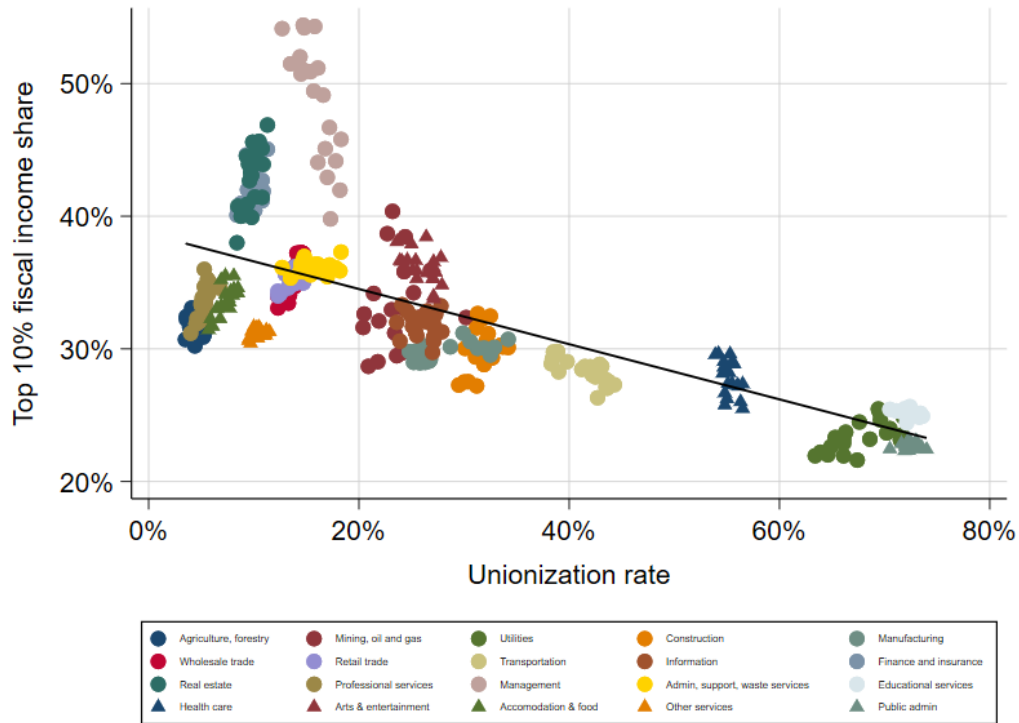 Top 10% fiscal income share
50%
40%
30%
20%
0% 20% 40% 60% 80%
Unionization rate
Agriculture, forestry Mining, oil and gas Utilities Construction Manufacturing
Wholesale trade Retail trade Transportation Information Finance and insurance
Real estate Professional services Management Admin, support, waste services Educational services
Health care Arts & entertainment Accomodation & food Other services Public admin